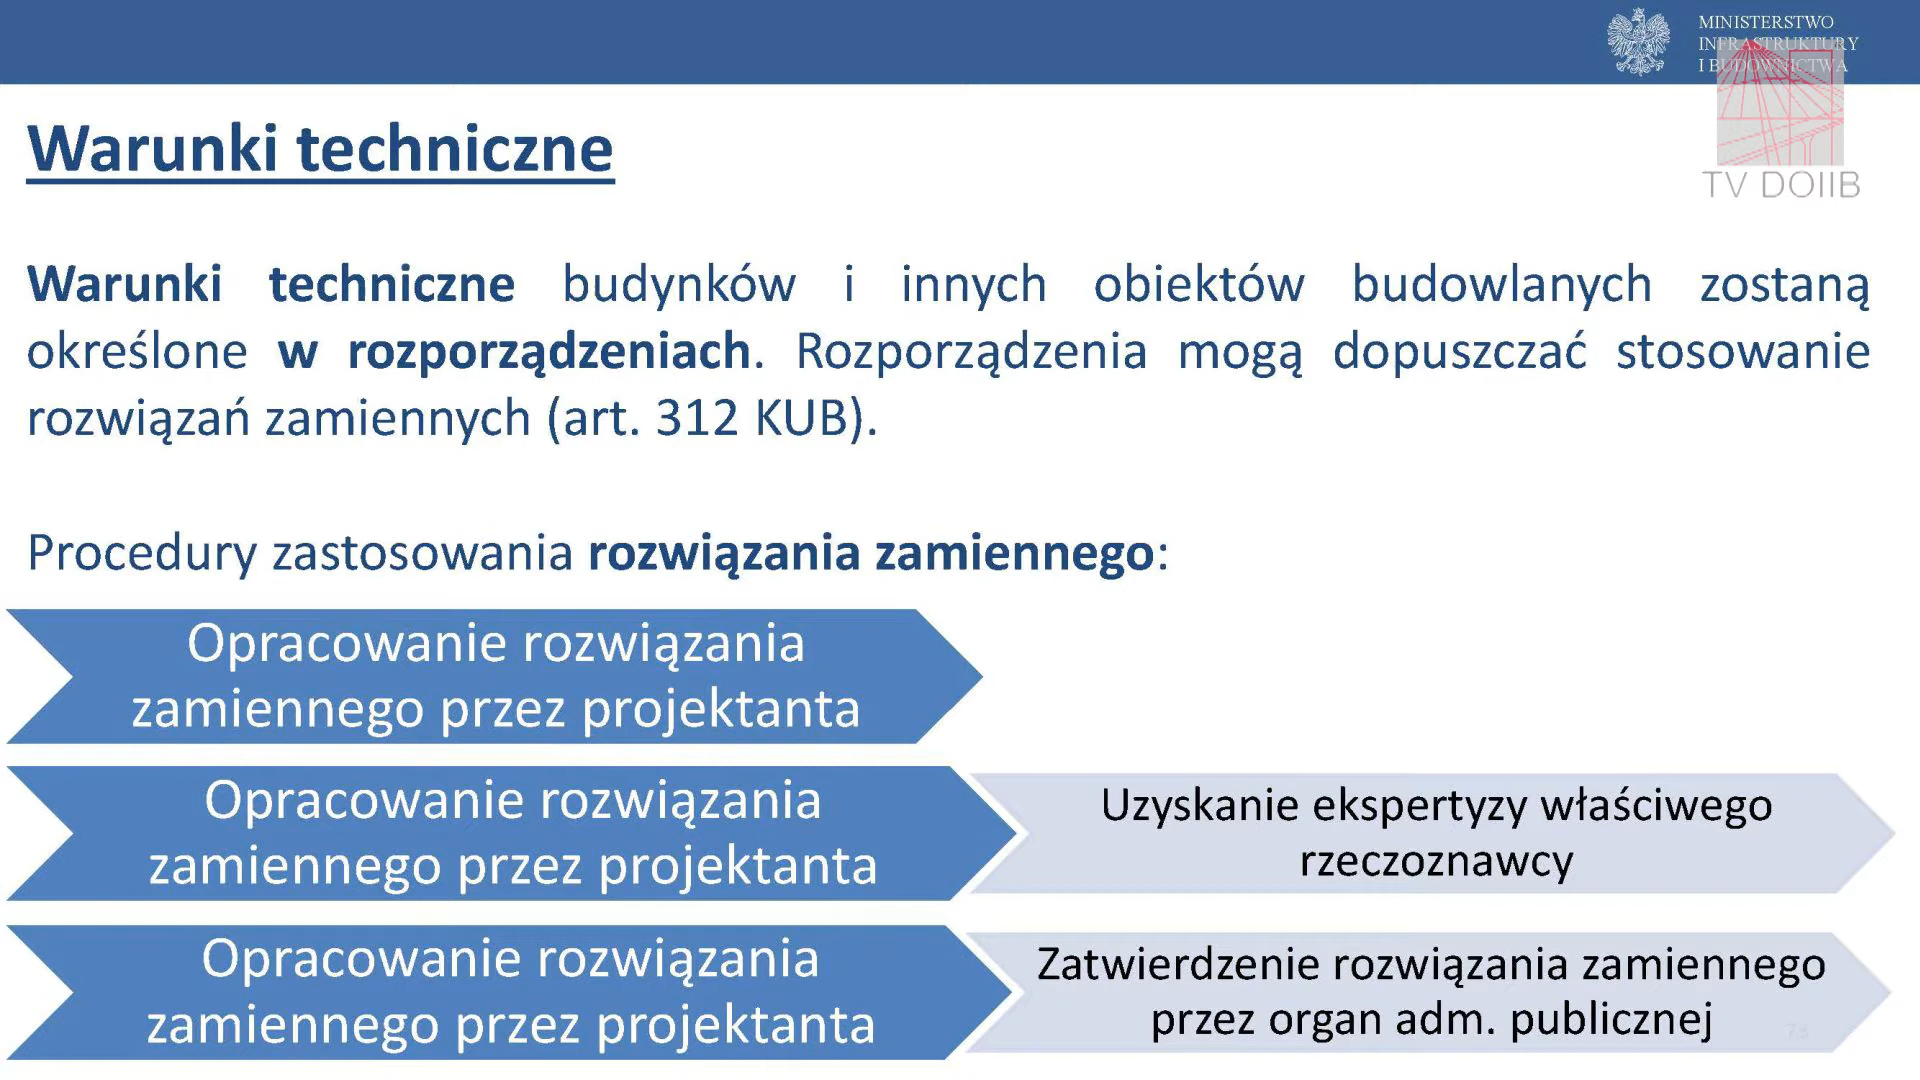 MINISTERSTWO
INFRASTRUKTURY
I BUDOWNICTWA
TV DOIIB
Warunki techniczne
Warunki techniczne budynków i innych obiektów budowlanych zostaną
określone w rozporządzeniach. Rozporządzenia mogą dopuszczać stosowanie
rozwiązań zamiennych (art. 312 KUB).
Procedury zastosowania rozwiązania zamiennego:
Opracowanie rozwiązania
zamiennego przez projektanta
Opracowanie rozwiązania
zamiennego przez projektanta
Uzyskanie ekspertyzy właściwego
rzeczoznawcy
Opracowanie rozwiązania
zamiennego przez projektanta
Zatwierdzenie rozwiązania zamiennego
przez organ adm. publicznej